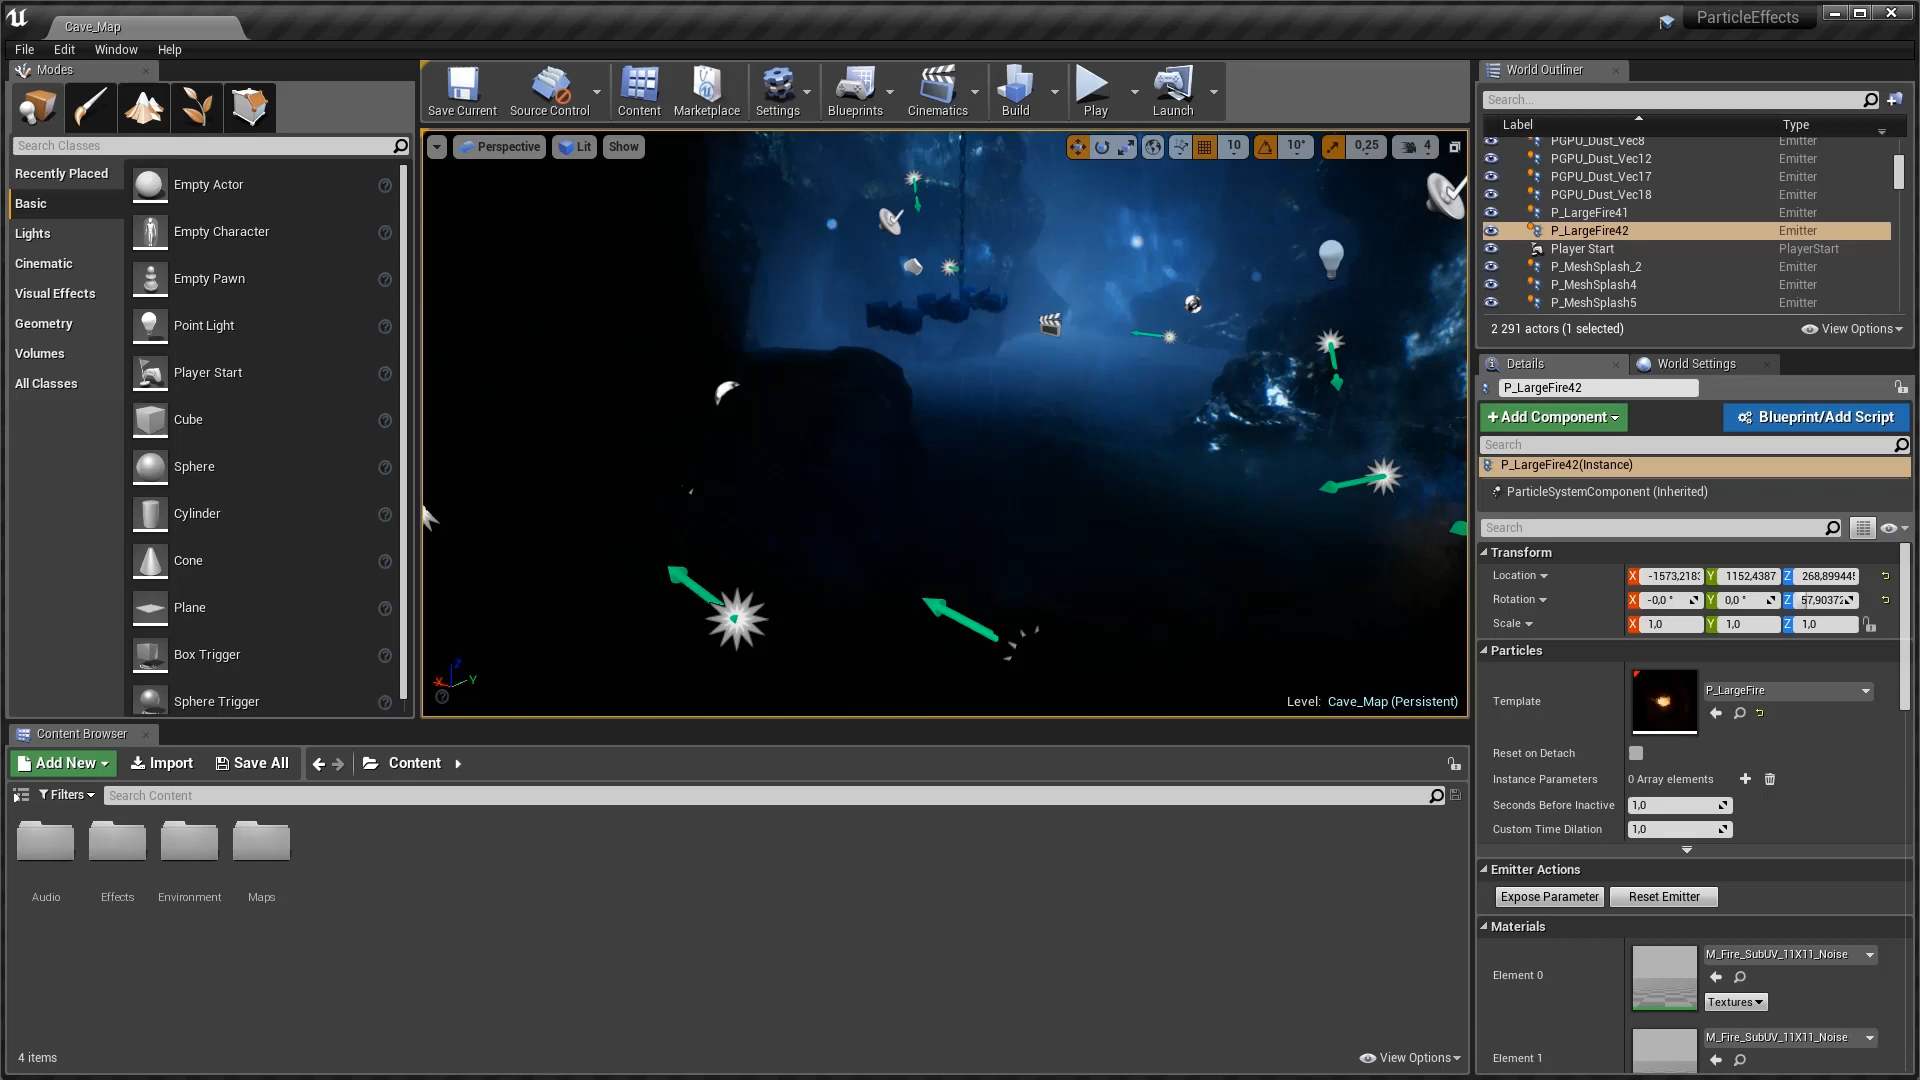 Cave_Map
ParticleEffects
File Edit Window Help
Modes
Search Classes
Recently Placed
Basic
Lights
Cinematic
Visual Effects
Geometry
Volumes
All Classes
Empty Actor
Empty Character
Empty Pawn
Point Light
Player Start
Cube
Sphere
Cylinder
Cone
Plane
Box Trigger
Sphere Trigger
Save Current
Source Control
Content
Marketplace
Settings
Blueprints
Cinematics
Build
Play
Launch
Perspective
Lit
Show
10
10°
0,25
4
X
Y
Z
Level: Cave_Map (Persistent)
World Outliner
Search...
Label Type
PGPU_Dust_Vec8 Emitter
PGPU_Dust_Vec12 Emitter
PGPU_Dust_Vec17 Emitter
PGPU_Dust_Vec18 Emitter
P_LargeFire41 Emitter
P_LargeFire42 Emitter
Player Start PlayerStart
P_MeshSplash_2 Emitter
P_MeshSplash4 Emitter
P_MeshSplash5 Emitter
2 291 actors (1 selected)
View Options
Details
World Settings
P_LargeFire42
+Add Component
Blueprint/Add Script
Search
P_LargeFire42(Instance)
ParticleSystemComponent (Inherited)
Search
Transform
Location X -1573,218 Y 1152,4387 Z 268,89944
Rotation X -0,0 ° Y 0,0 ° Z 57,90372
Scale X 1,0 Y 1,0 Z 1,0
Particles
Template
P_LargeFire
Reset on Detach
Instance Parameters 0 Array elements
Seconds Before Inactive 1,0
Custom Time Dilation 1,0
Emitter Actions
Expose Parameter Reset Emitter
Materials
Element 0
M_Fire_SubUV_11X11_Noise
Textures
Element 1
M_Fire_SubUV_11X11_Noise
Content Browser
Add New Import Save All Content
Filters
Search Content
Audio
Effects
Environment
Maps
4 items
View Options